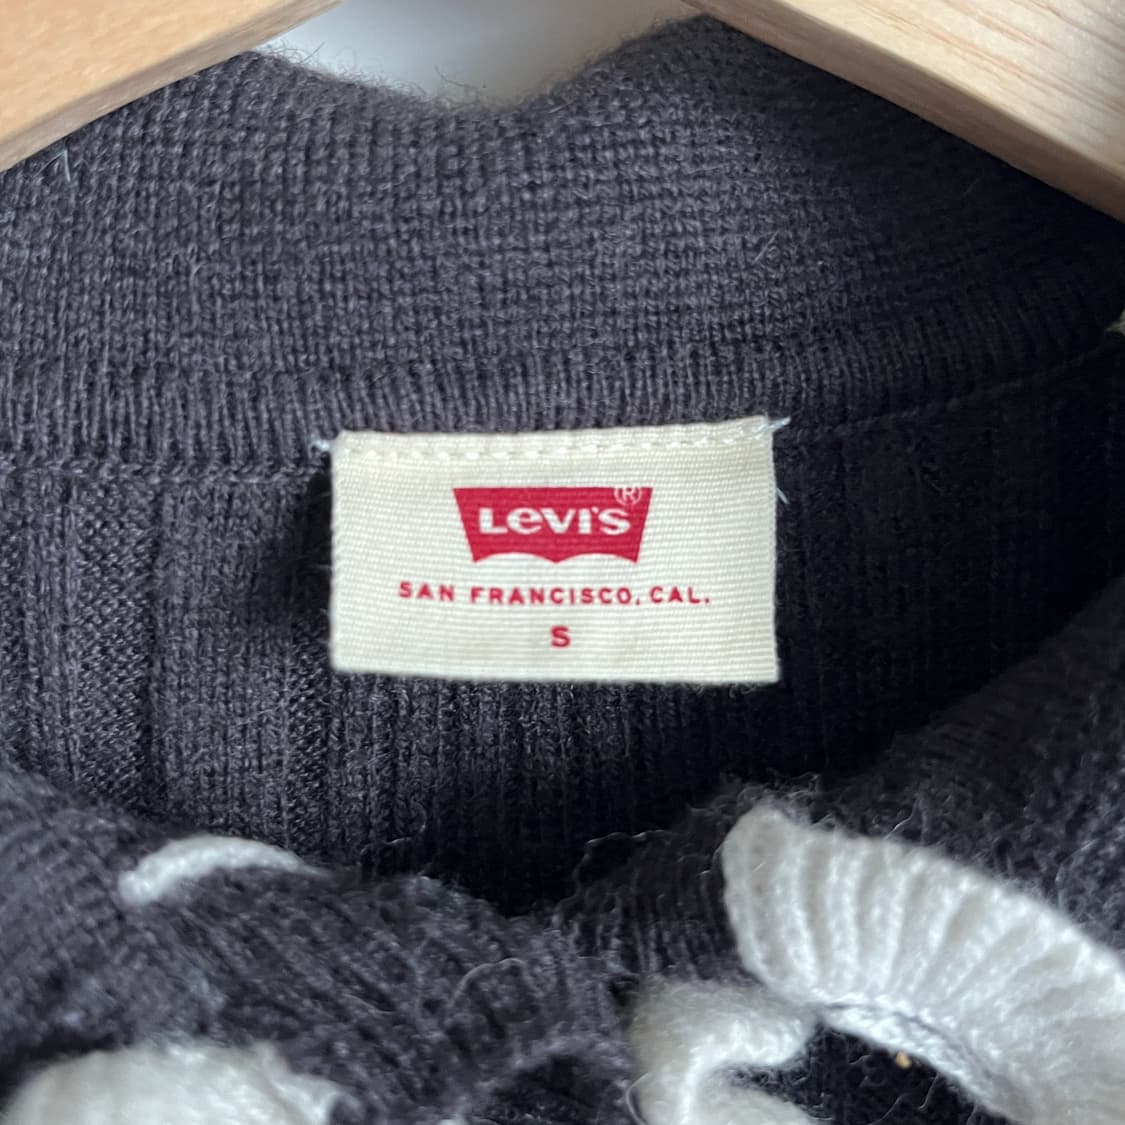 LEVI'S®
SAN FRANCISCO, CAL.
S